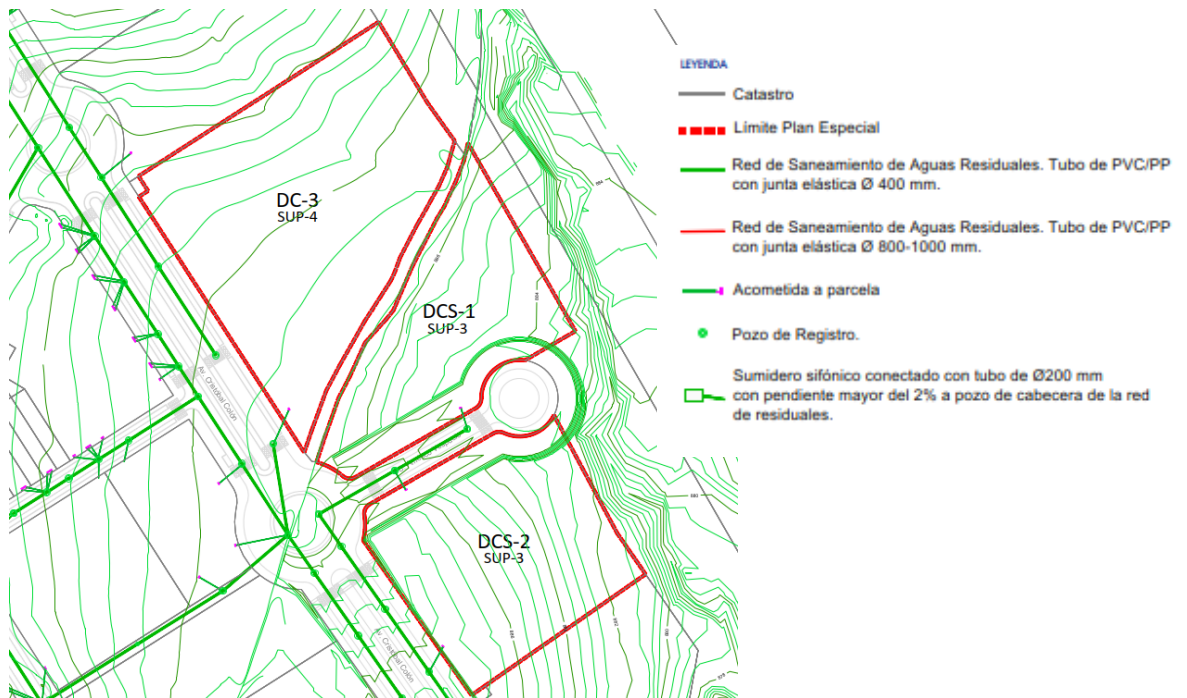 DC-3
SUP-4
DCS-1
SUP-3
Av. Cristobal Colón
DCS-2
SUP-3
Av. Cristobal Colón
LEYENDA
Catastro
Límite Plan Especial
Red de Saneamiento de Aguas Residuales. Tubo de PVC/PP
con junta elástica Ø 400 mm.
Red de Saneamiento de Aguas Residuales. Tubo de PVC/PP
con junta elástica Ø 800-1000 mm.
Acometida a parcela
Pozo de Registro.
Sumidero sifónico conectado con tubo de Ø200 mm
con pendiente mayor del 2% a pozo de cabecera de la red
de residuales.